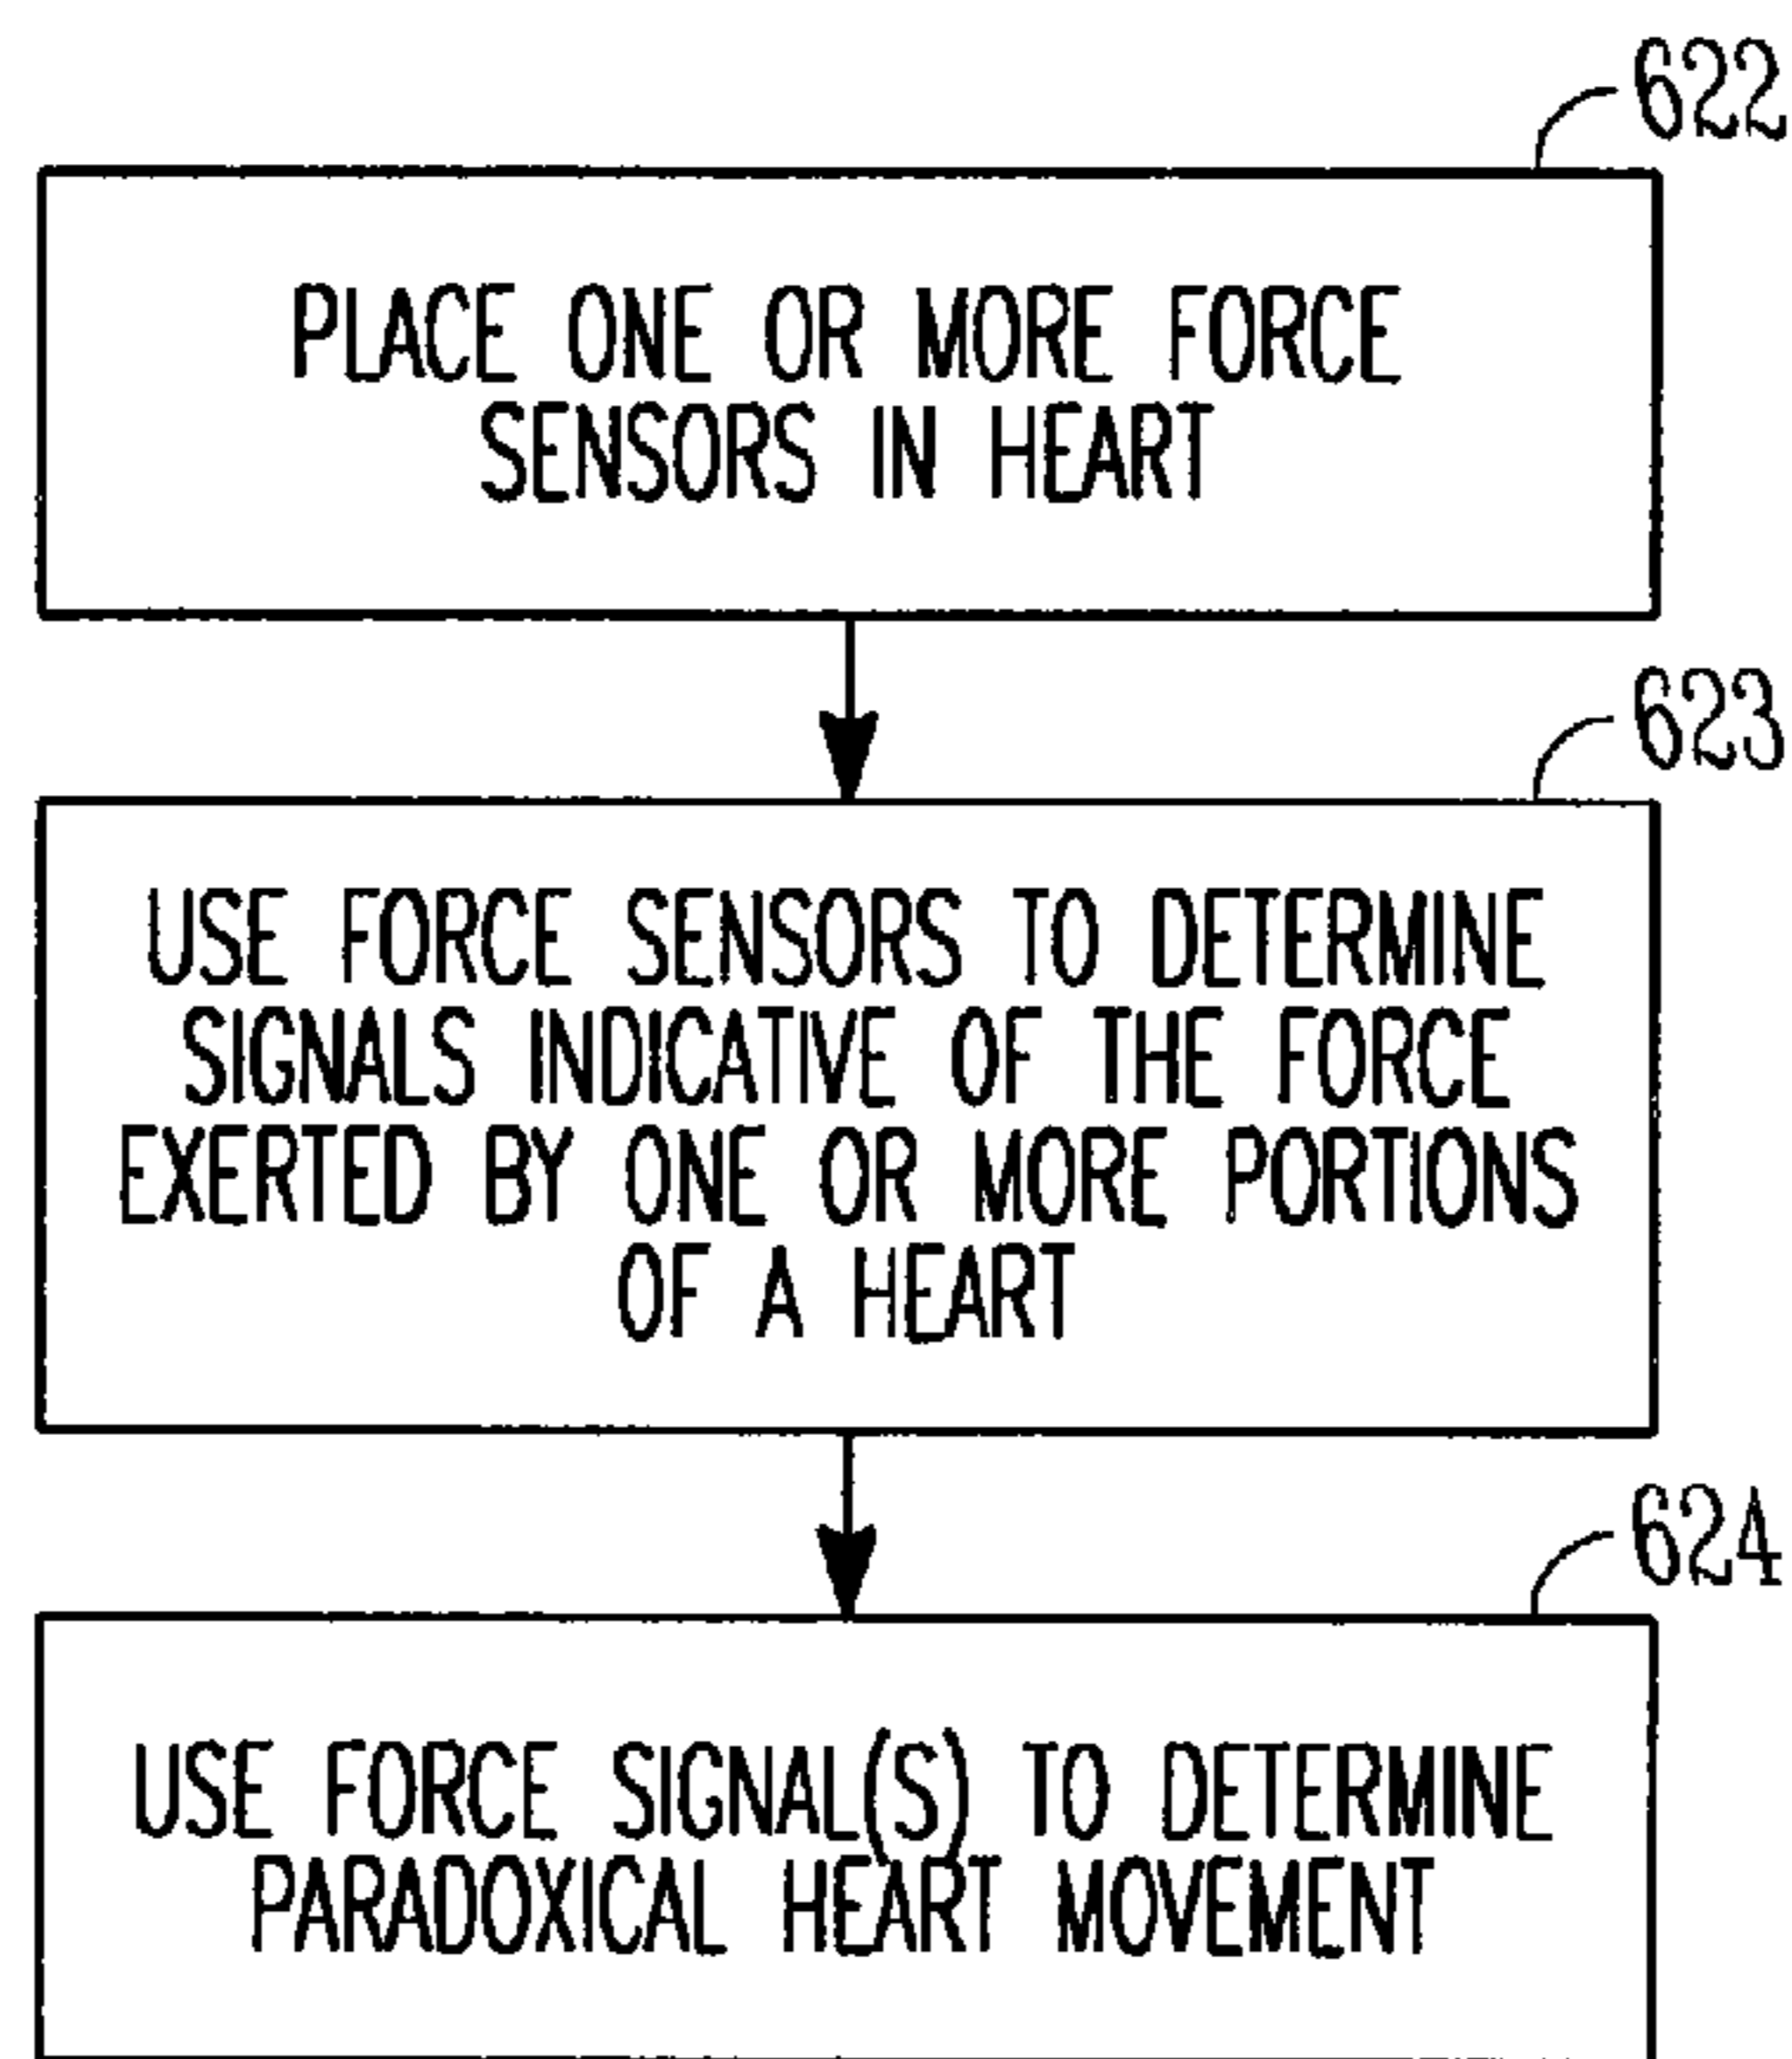 622
PLACE ONE OR MORE FORCE
SENSORS IN HEART
623
USE FORCE SENSORS TO DETERMINE
SIGNALS INDICATIVE OF THE FORCE
EXERTED BY ONE OR MORE PORTIONS
OF A HEART
624
USE FORCE SIGNAL(S) TO DETERMINE
PARADOXICAL HEART MOVEMENT